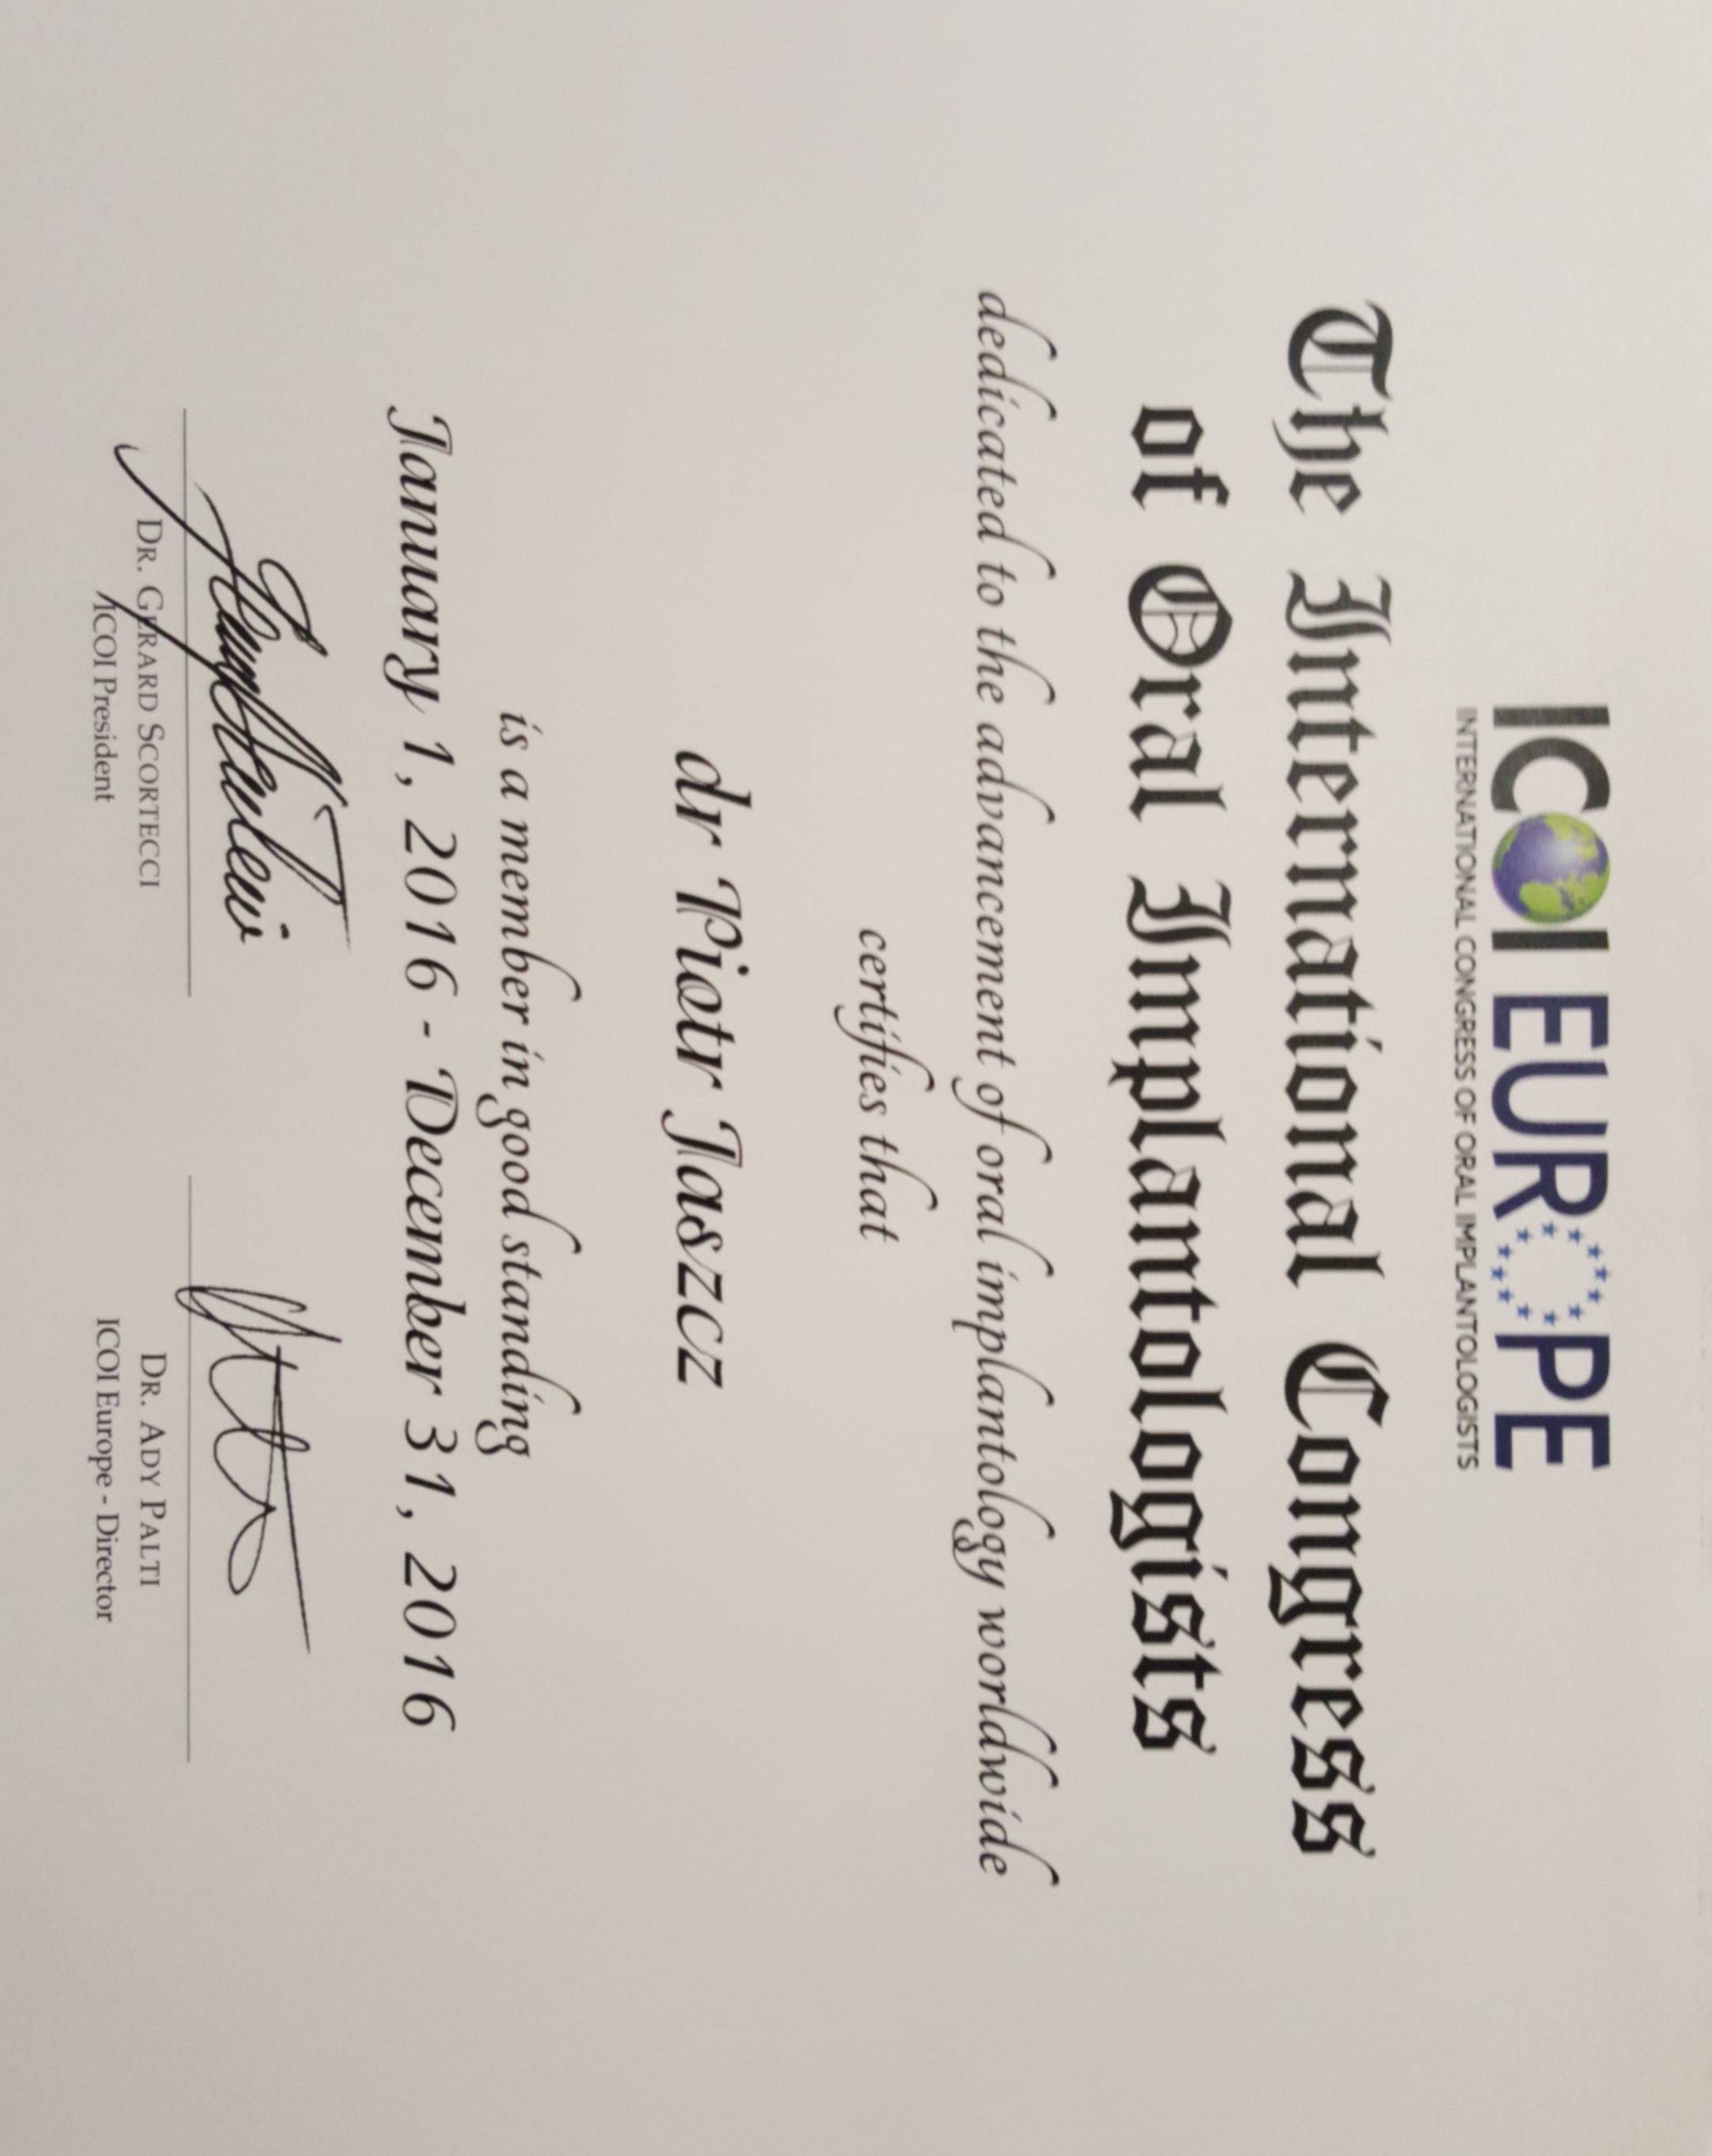 ICOI EUROPE
INTERNATIONAL CONGRESS OF ORAL IMPLANTOLOGISTS
The International Congress
of Oral Implantologists
dedicated to the advancement of oral implantology worldwide
certifies that
dr Piotr Jaszcz
is a member in good standing
January 1, 2016 - December 31, 2016
DR. GERARD SCORTECCI
ICOI President
DR. ADY PALTI
ICOI Europe - Director